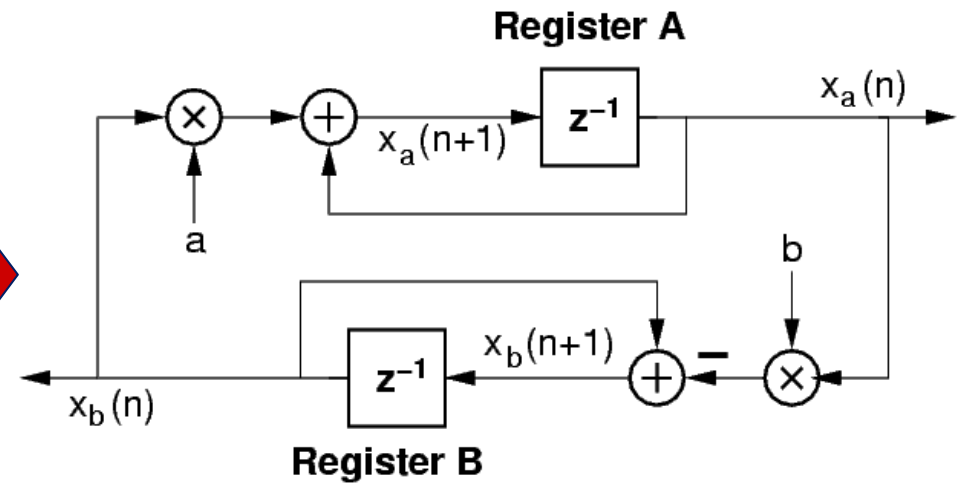 Register A
x_a(n)
× + z⁻¹
x_a(n+1)
a
b
x_b(n+1)
z⁻¹ + − ×
x_b(n)
Register B